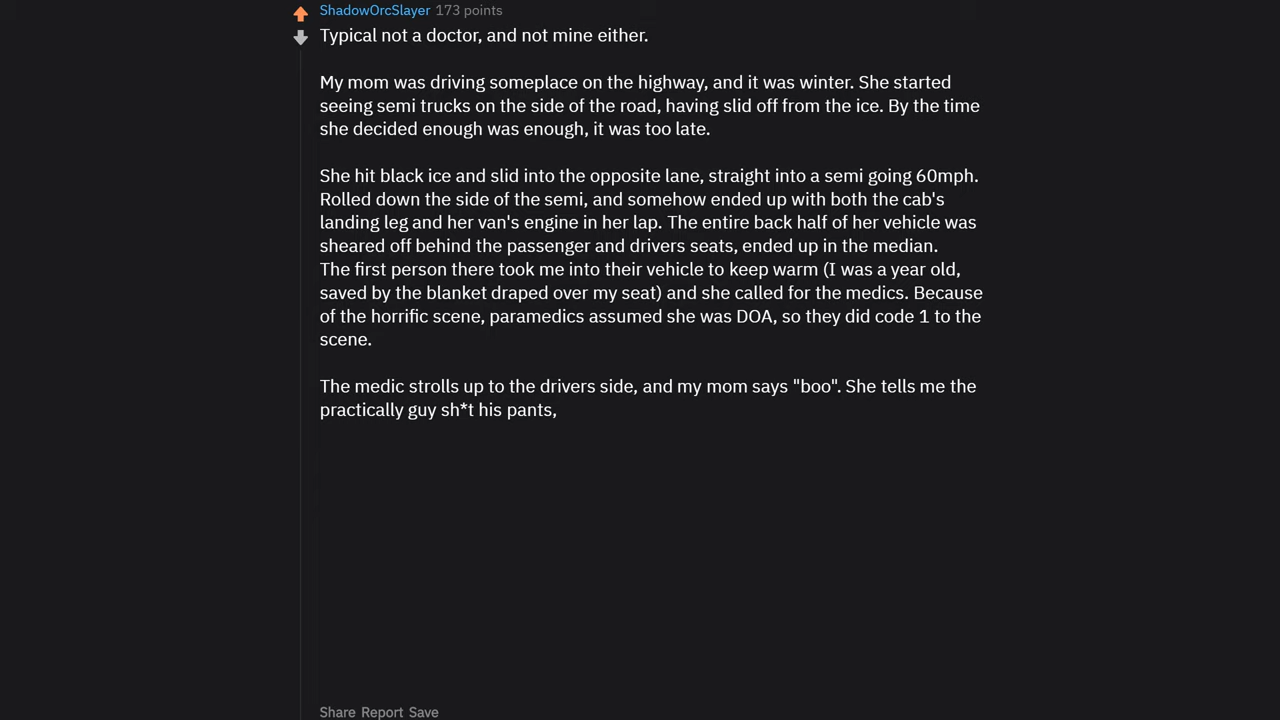 ShadowOrcSlayer 173 points
Typical not a doctor, and not mine either.
My mom was driving someplace on the highway, and it was winter. She started
seeing semi trucks on the side of the road, having slid off from the ice. By the time
she decided enough was enough, it was too late.
She hit black ice and slid into the opposite lane, straight into a semi going 60mph.
Rolled down the side of the semi, and somehow ended up with both the cab's
landing leg and her van's engine in her lap. The entire back half of her vehicle was
sheared off behind the passenger and drivers seats, ended up in the median.
The first person there took me into their vehicle to keep warm (I was a year old,
saved by the blanket draped over my seat) and she called for the medics. Because
of the horrific scene, paramedics assumed she was DOA, so they did code 1 to the
scene.
The medic strolls up to the drivers side, and my mom says "boo". She tells me the
practically guy sh*t his pants,
Share Report Save